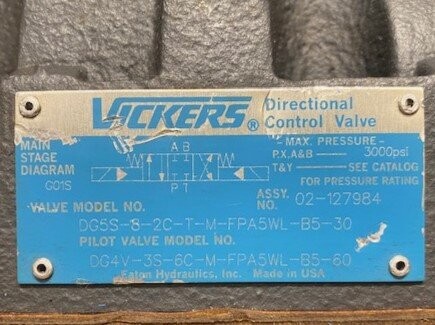 VICKERS® Directional
Control Valve
MAIN
STAGE
DIAGRAM
G01S
A B
P T
- MAX. PRESSURE -
P,X,A&B — 3000psi
T&Y — SEE CATALOG
FOR PRESSURE RATING
ASSY.
NO. 02-127984
VALVE MODEL NO.
DG5S-8-2C-T-M-FPA5WL-B5-30
PILOT VALVE MODEL NO.
DG4V-3S-6C-M-FPA5WL-B5-60
Eaton Hydraulics, Inc. Made in USA